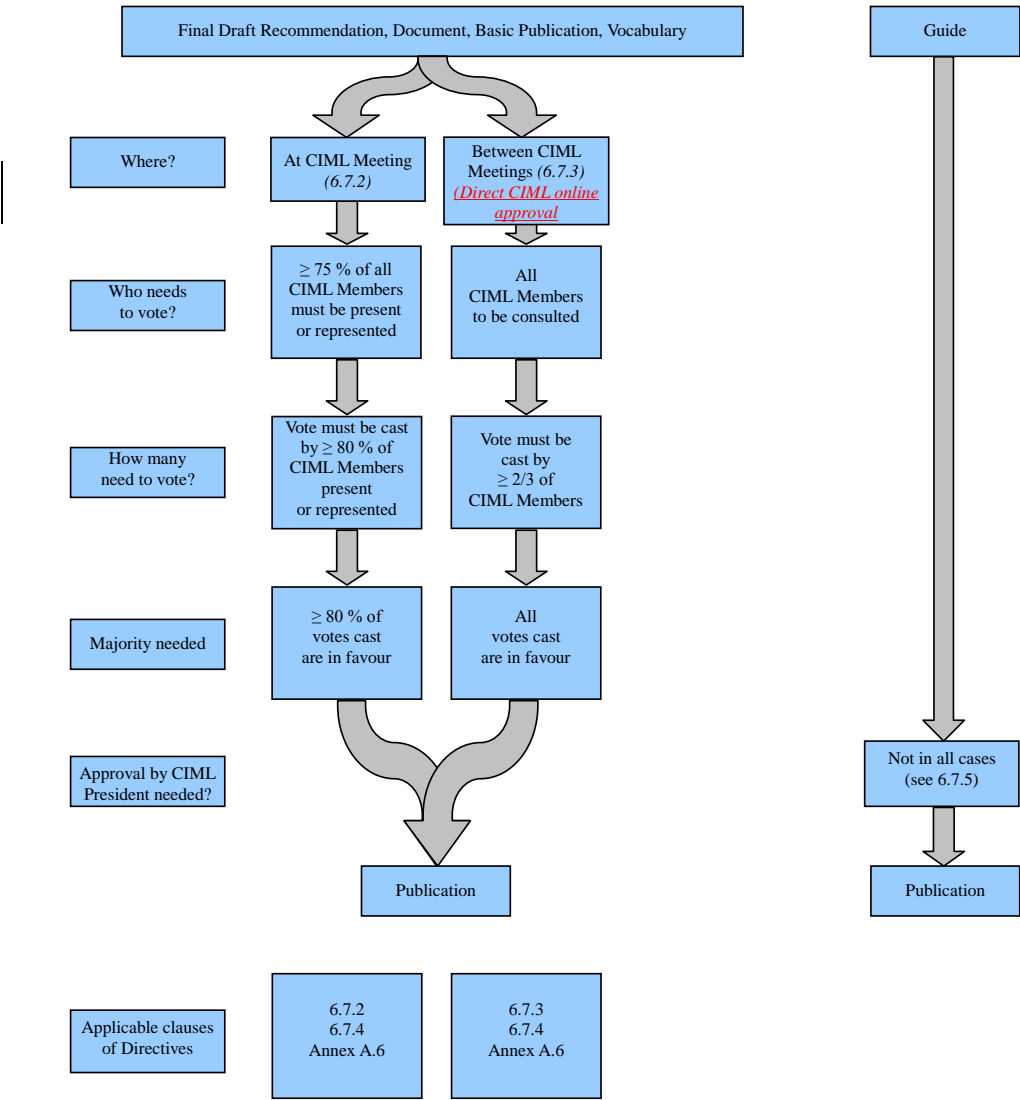 Final Draft Recommendation, Document, Basic Publication, Vocabulary
Guide
Where?
At CIML Meeting
(6.7.2)
Between CIML
Meetings (6.7.3)
(Direct CIML online
approval
Who needs
to vote?
≥ 75 % of all
CIML Members
must be present
or represented
All
CIML Members
to be consulted
How many
need to vote?
Vote must be cast
by ≥ 80 % of
CIML Members
present
or represented
Vote must be
cast by
≥ 2/3 of
CIML Members
Majority needed
≥ 80 % of
votes cast
are in favour
All
votes cast
are in favour
Approval by CIML
President needed?
Not in all cases
(see 6.7.5)
Publication
Publication
Applicable clauses
of Directives
6.7.2
6.7.4
Annex A.6
6.7.3
6.7.4
Annex A.6